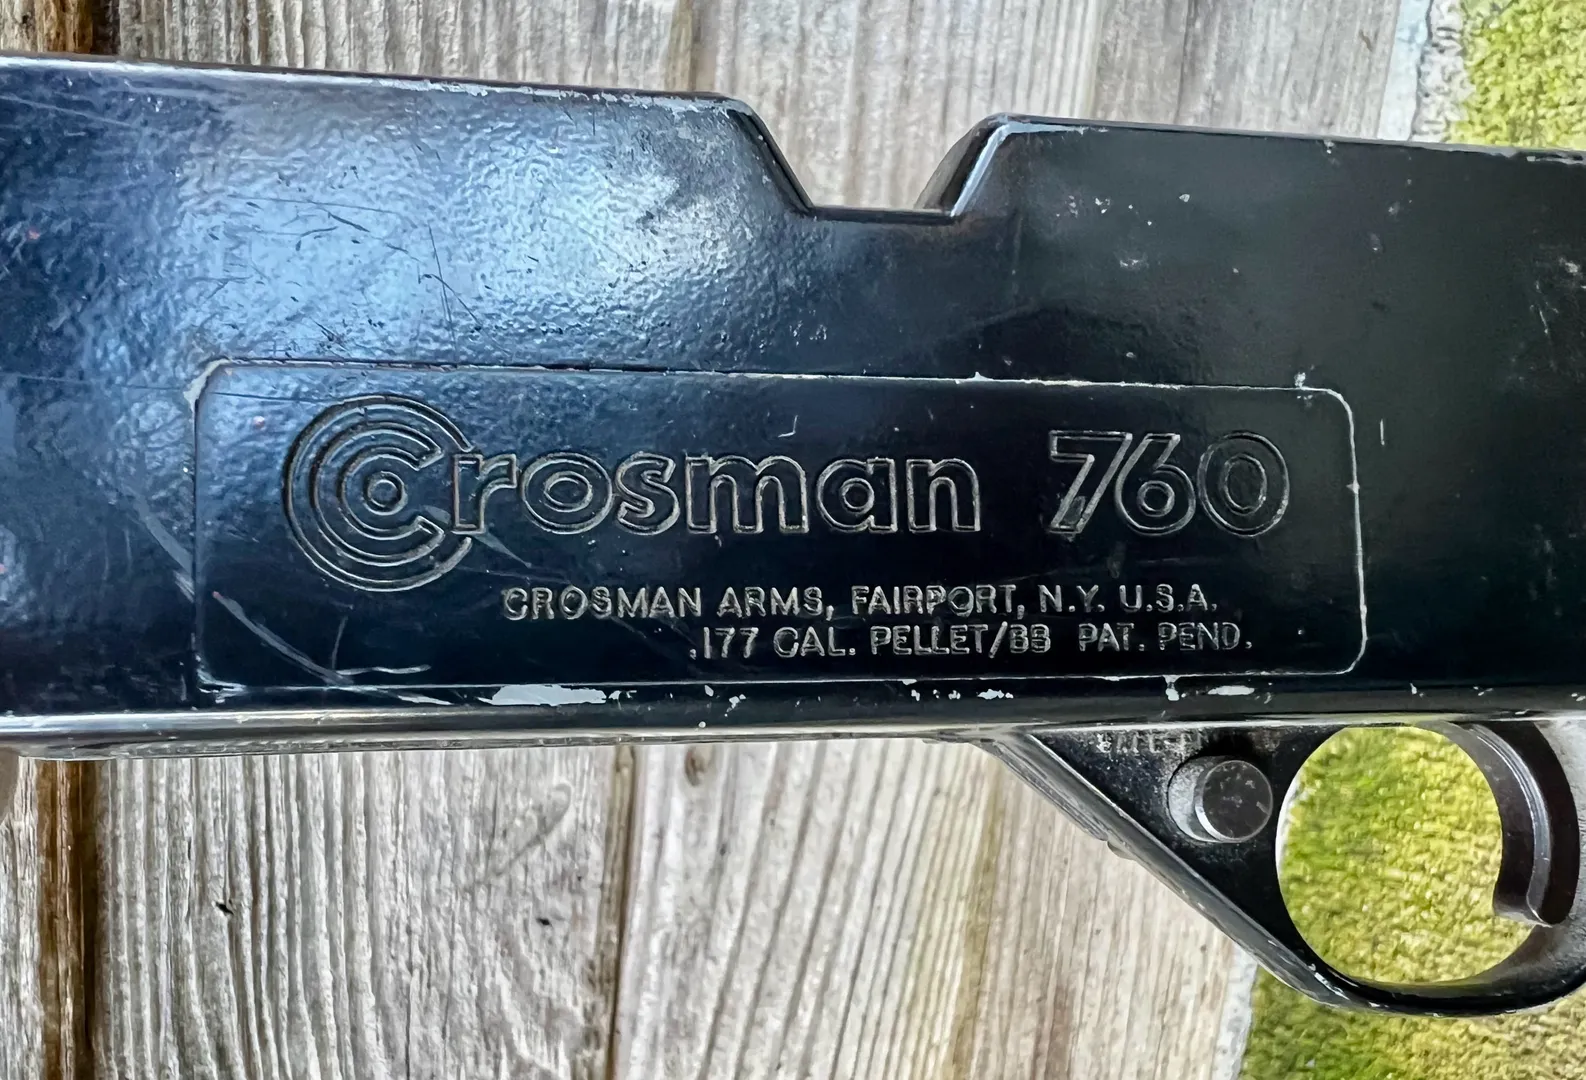 Crosman 760
CROSMAN ARMS, FAIRPORT, N.Y. U.S.A.
.177 CAL. PELLET/BB PAT. PEND.